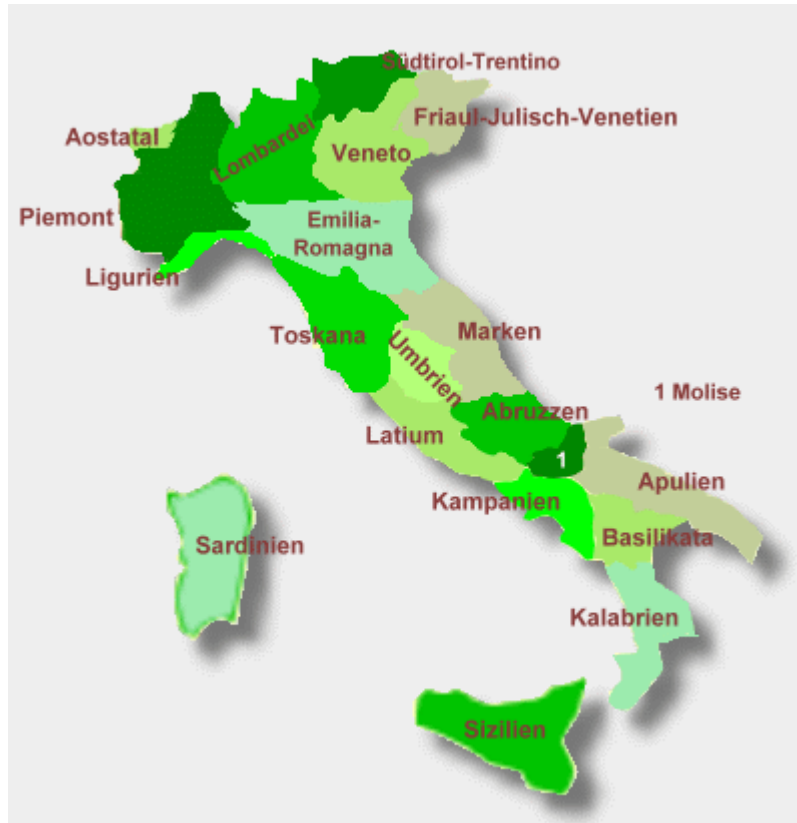 Südtirol-Trentino
Friaul-Julisch-Venetien
Aostatal
Lombardei
Veneto
Piemont
Emilia-
Romagna
Ligurien
Toskana
Marken
Umbrien
1 Molise
Abruzzen
Latium
1
Apulien
Kampanien
Basilikata
Sardinien
Kalabrien
Sizilien